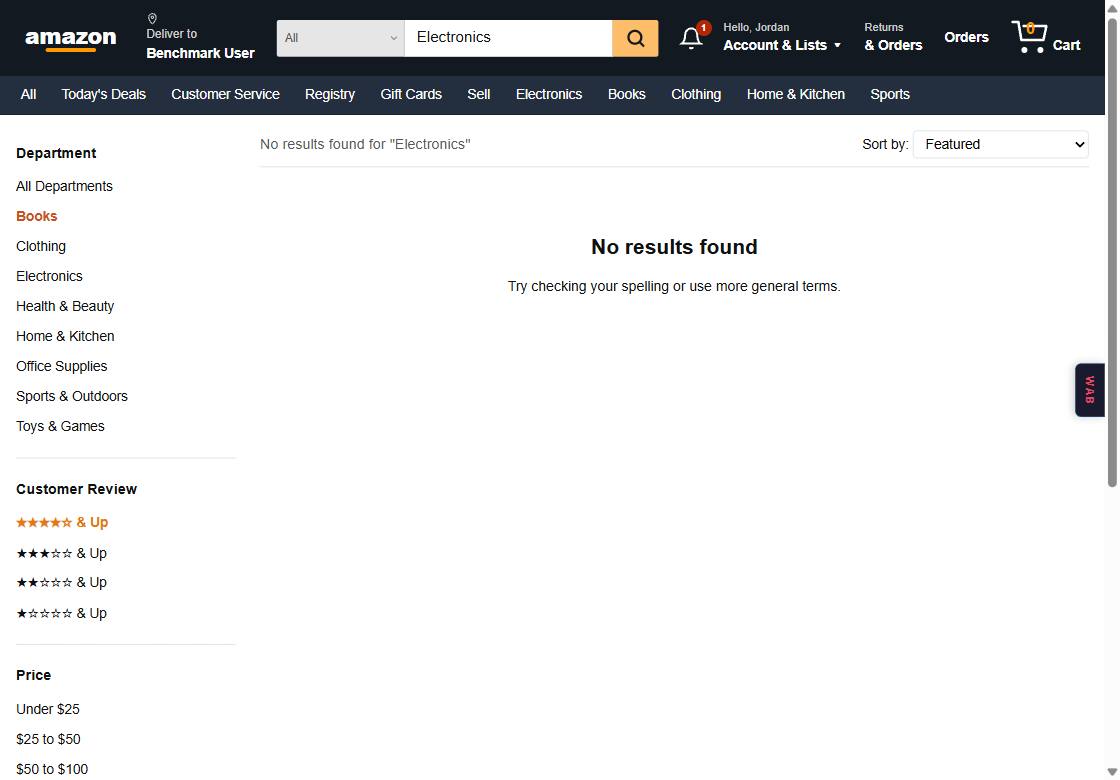 amazon
Deliver to
Benchmark User
All
Electronics
1
Hello, Jordan
Account & Lists
Returns
& Orders
Orders
0
Cart
All
Today's Deals
Customer Service
Registry
Gift Cards
Sell
Electronics
Books
Clothing
Home & Kitchen
Sports
Department
All Departments
Books
Clothing
Electronics
Health & Beauty
Home & Kitchen
Office Supplies
Sports & Outdoors
Toys & Games
Customer Review
★★★★☆ & Up
★★★☆☆ & Up
★★☆☆☆ & Up
★☆☆☆☆ & Up
Price
Under $25
$25 to $50
$50 to $100
No results found for "Electronics"
Sort by:
Featured
No results found
Try checking your spelling or use more general terms.
WAB